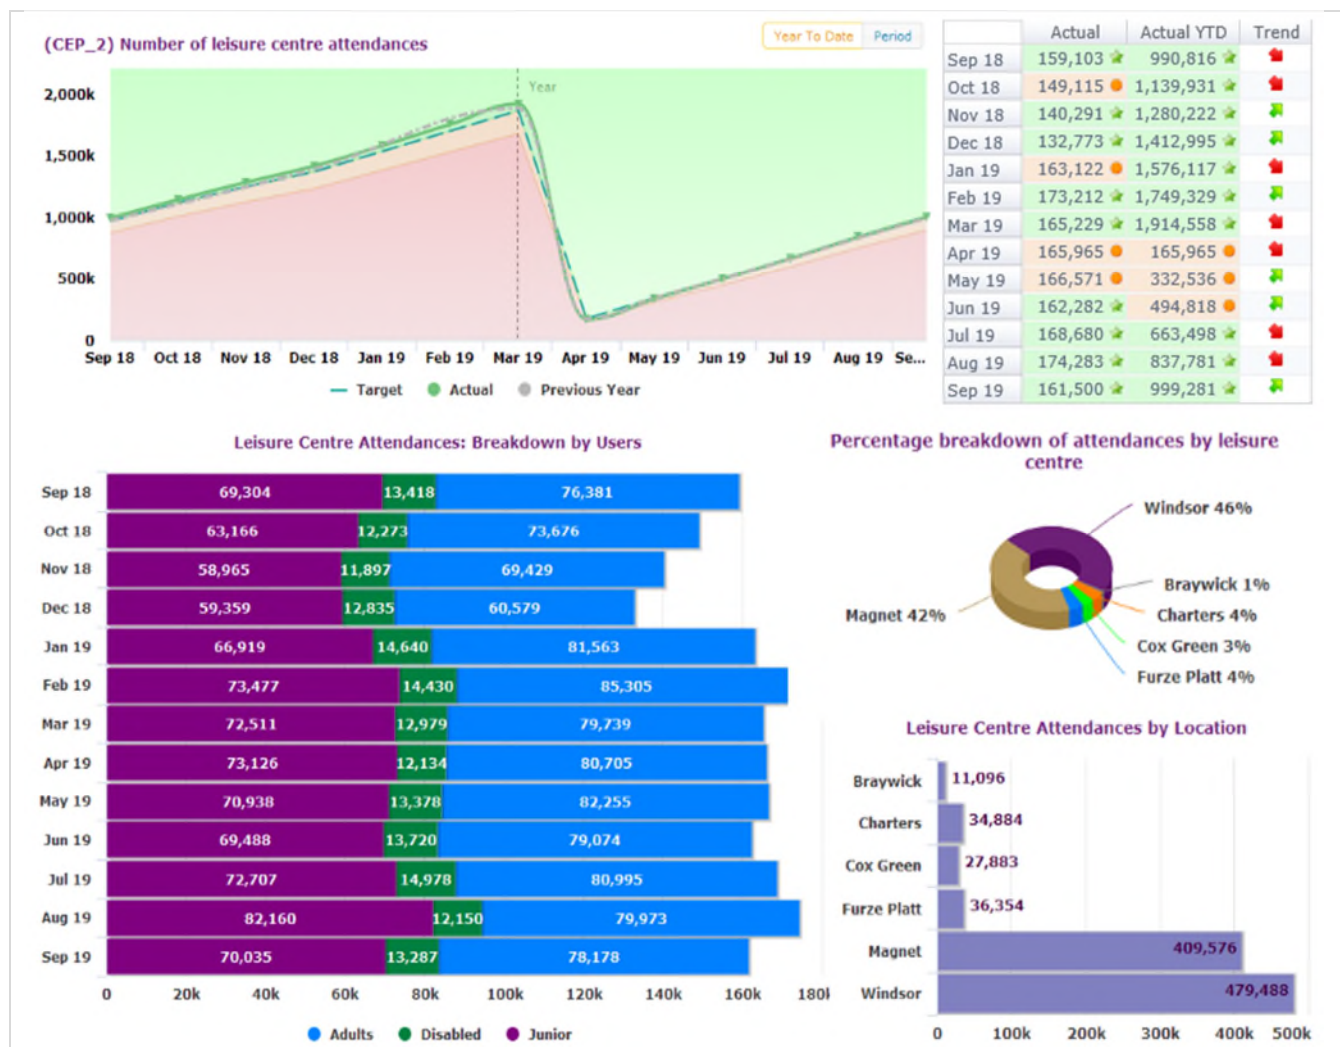 (CEP_2) Number of leisure centre attendances
Year To Date Period
Year
2,000k
1,500k
1,000k
500k
0
Sep 18 Oct 18 Nov 18 Dec 18 Jan 19 Feb 19 Mar 19 Apr 19 May 19 Jun 19 Jul 19 Aug 19 Se...
Target Actual Previous Year
Actual Actual YTD Trend
Sep 18 159,103 990,816
Oct 18 149,115 1,139,931
Nov 18 140,291 1,280,222
Dec 18 132,773 1,412,995
Jan 19 163,122 1,576,117
Feb 19 173,212 1,749,329
Mar 19 165,229 1,914,558
Apr 19 165,965 165,965
May 19 166,571 332,536
Jun 19 162,282 494,818
Jul 19 168,680 663,498
Aug 19 174,283 837,781
Sep 19 161,500 999,281
Leisure Centre Attendances: Breakdown by Users
Sep 18 69,304 13,418 76,381
Oct 18 63,166 12,273 73,676
Nov 18 58,965 11,897 69,429
Dec 18 59,359 12,835 60,579
Jan 19 66,919 14,640 81,563
Feb 19 73,477 14,430 85,305
Mar 19 72,511 12,979 79,739
Apr 19 73,126 12,134 80,705
May 19 70,938 13,378 82,255
Jun 19 69,488 13,720 79,074
Jul 19 72,707 14,978 80,995
Aug 19 82,160 12,150 79,973
Sep 19 70,035 13,287 78,178
0 20k 40k 60k 80k 100k 120k 140k 160k 180k
Adults Disabled Junior
Percentage breakdown of attendances by leisure
centre
Windsor 46%
Braywick 1%
Charters 4%
Cox Green 3%
Furze Platt 4%
Magnet 42%
Leisure Centre Attendances by Location
Braywick 11,096
Charters 34,884
Cox Green 27,883
Furze Platt 36,354
Magnet 409,576
Windsor 479,488
0 100k 200k 300k 400k 500k